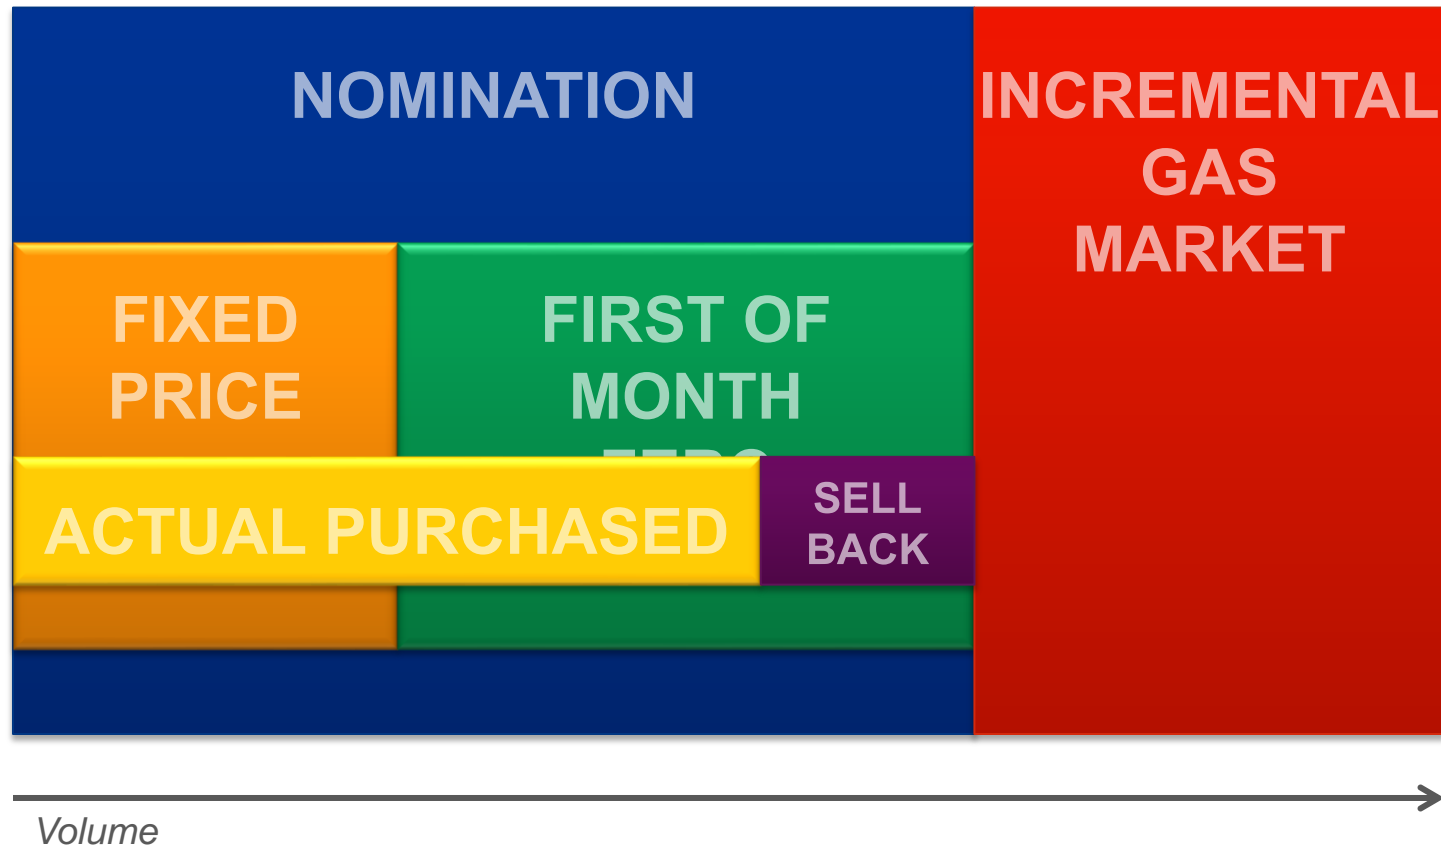 NOMINATION
INCREMENTAL
GAS
MARKET
FIXED
PRICE
FIRST OF
MONTH
ACTUAL PURCHASED
SELL
BACK
Volume